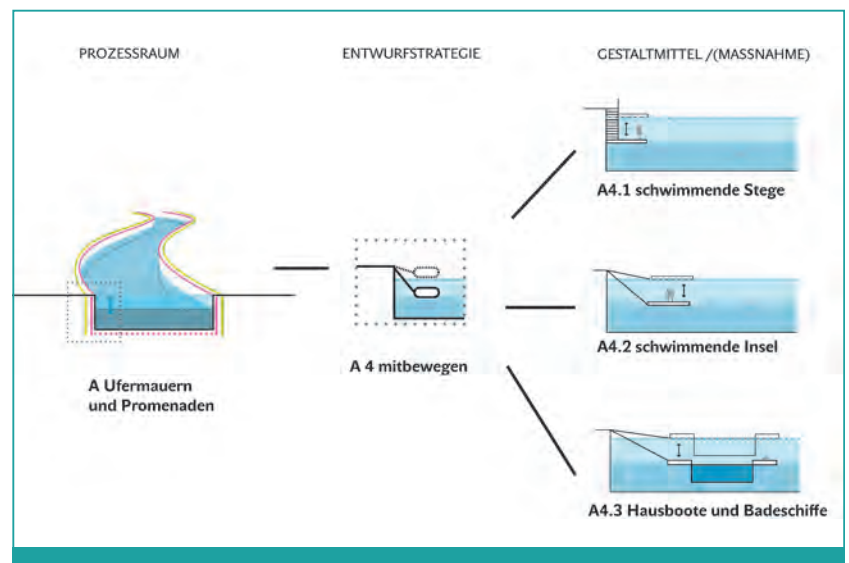 PROZESSRAUM
ENTWURFSTRATEGIE
GESTALTMITTEL /(MASSNAHME)
A Ufermauern
und Promenaden
A 4 mitbewegen
A4.1 schwimmende Stege
A4.2 schwimmende Insel
A4.3 Hausboote und Badeschiffe